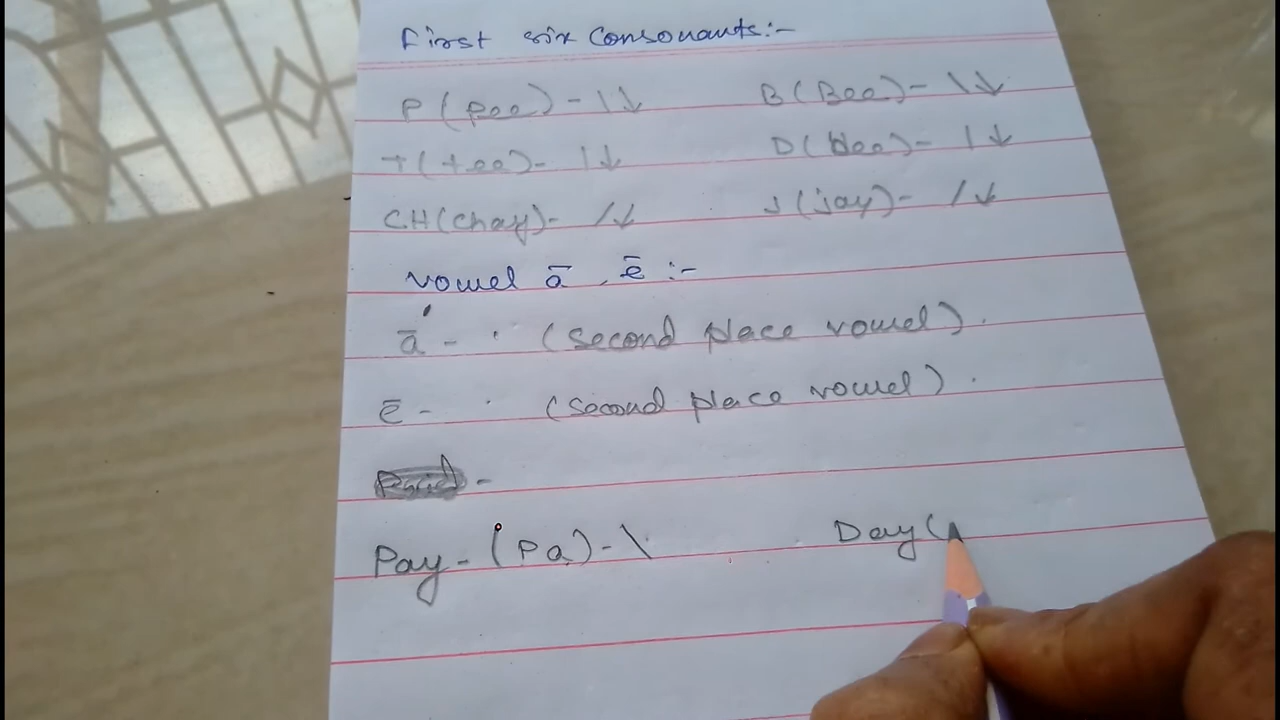 First six Consonants:-
P(pee)-\↓ B(Bee)-\↓
T(tee)-|↓ D(dee)-|↓
CH(chay)-/↓ J(jay)-/↓
vowel ā, ē :-
ā - . (second place vowel).
ē - . (second place vowel).
Pay-(Pa)-\ Day(